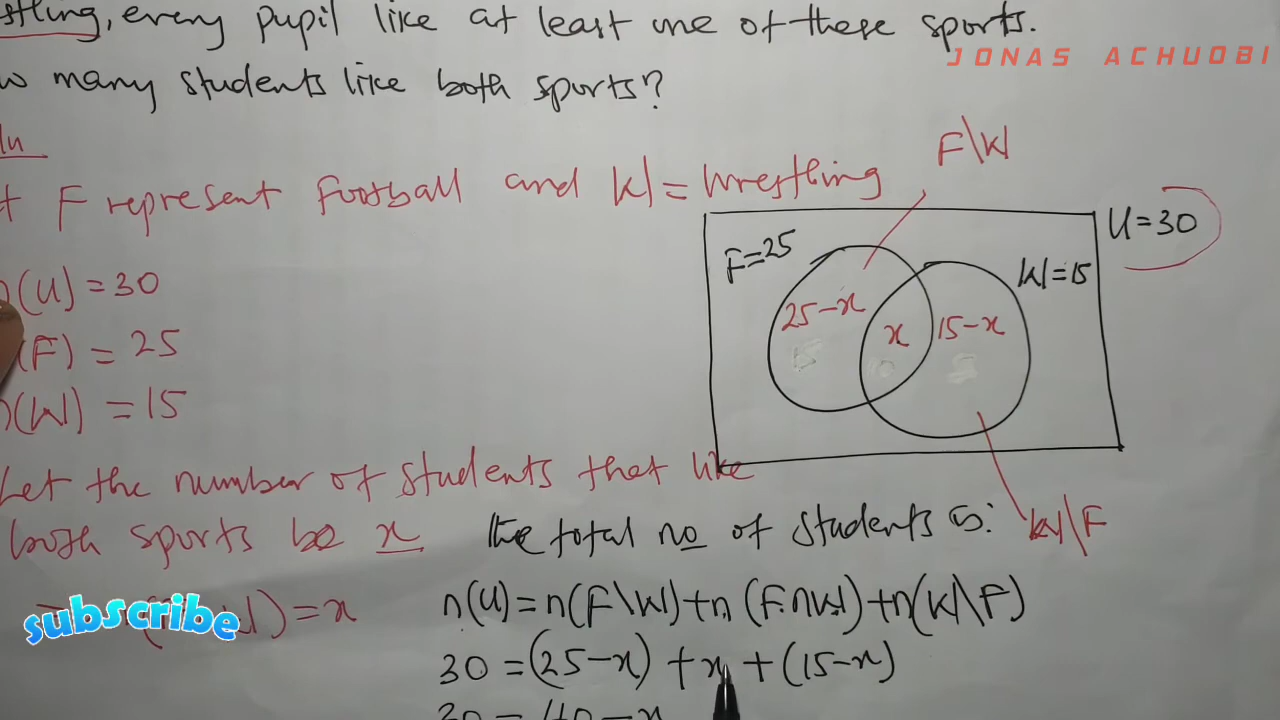 stling, every pupil like at least one of these sports.
JONAS ACHUOBI
w many students like both sports?
ln
F\W
t F represent football and W = Wrestling
U=30
F=25
W=15
n(U) = 30
25-x
x
15-x
(F) = 25
n(W) = 15
Let the number of students that like
both sports be x
the total no of students is:
W\F
subscribe
W) = x
n(U) = n(F\W) + n(F∩W) + n(W\F)
30 = (25-x) + x + (15-x)
30 = 40 - x